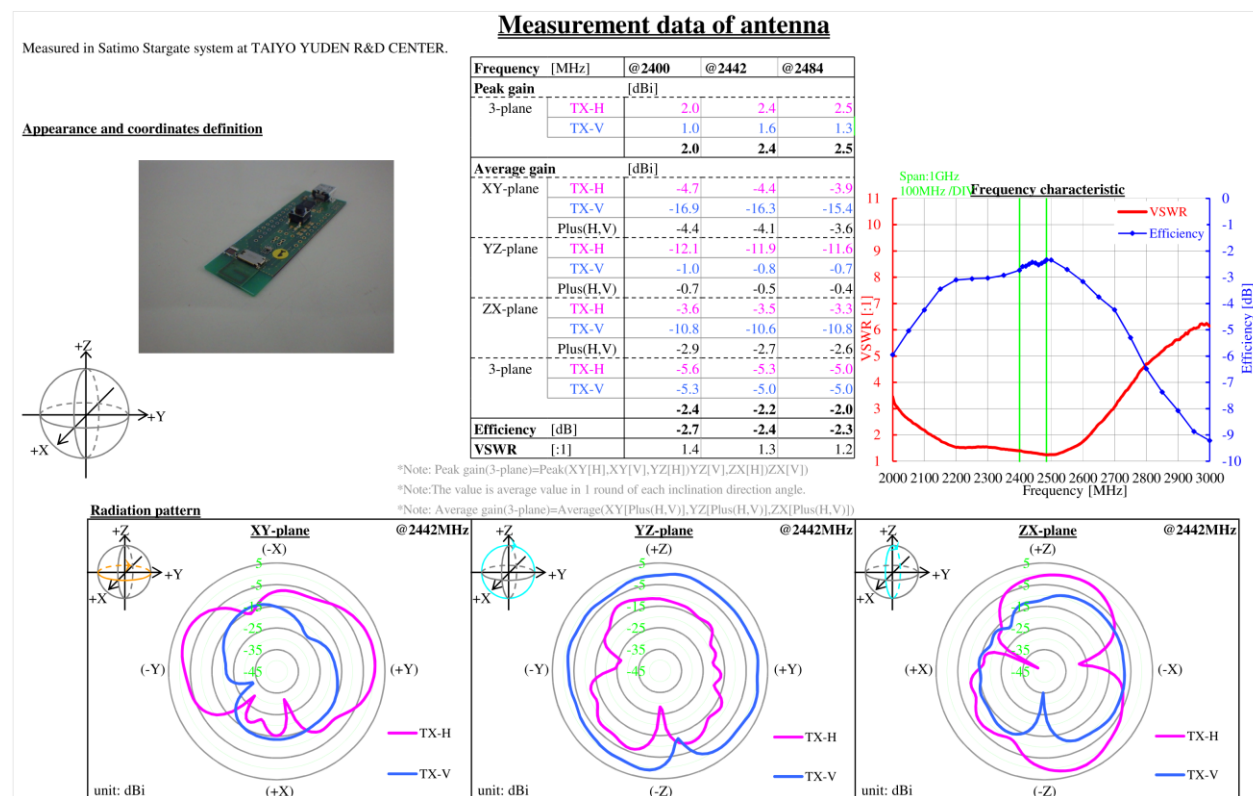 Measurement data of antenna
Measured in Satimo Stargate system at TAIYO YUDEN R&D CENTER.
Appearance and coordinates definition
+Z
+Y
+X
Frequency [MHz] @2400 @2442 @2484
Peak gain [dBi]
3-plane TX-H 2.0 2.4 2.5
TX-V 1.0 1.6 1.3
2.0 2.4 2.5
Average gain [dBi]
XY-plane TX-H -4.7 -4.4 -3.9
TX-V -16.9 -16.3 -15.4
Plus(H,V) -4.4 -4.1 -3.6
YZ-plane TX-H -12.1 -11.9 -11.6
TX-V -1.0 -0.8 -0.7
Plus(H,V) -0.7 -0.5 -0.4
ZX-plane TX-H -3.6 -3.5 -3.3
TX-V -10.8 -10.6 -10.8
Plus(H,V) -2.9 -2.7 -2.6
3-plane TX-H -5.6 -5.3 -5.0
TX-V -5.3 -5.0 -5.0
-2.4 -2.2 -2.0
Efficiency [dB] -2.7 -2.4 -2.3
VSWR [:1] 1.4 1.3 1.2
*Note: Peak gain(3-plane)=Peak(XY[H],XY[V],YZ[H])YZ[V],ZX[H])ZX[V])
*Note:The value is average value in 1 round of each inclination direction angle.
*Note: Average gain(3-plane)=Average(XY[Plus(H,V)],YZ[Plus(H,V)],ZX[Plus(H,V)])
Span:1GHz
100MHz /DIV
Frequency characteristic
VSWR
Efficiency
11
10
9
8
7
6
5
4
3
2
1
VSWR [:1]
0
-1
-2
-3
-4
-5
-6
-7
-8
-9
-10
Efficiency [dB]
2000 2100 2200 2300 2400 2500 2600 2700 2800 2900 3000
Frequency [MHz]
Radiation pattern
XY-plane
@2442MHz
+Z
+Y
+X
(-X)
(-Y)
(+Y)
(+X)
5
-5
-15
-25
-35
-45
TX-H
TX-V
unit: dBi
YZ-plane
@2442MHz
+Z
+Y
+X
(+Z)
(-Y)
(+Y)
(-Z)
5
-5
-15
-25
-35
-45
TX-H
TX-V
unit: dBi
ZX-plane
@2442MHz
+Z
+Y
+X
(+Z)
(+X)
(-X)
(-Z)
5
-5
-15
-25
-35
-45
TX-H
TX-V
unit: dBi